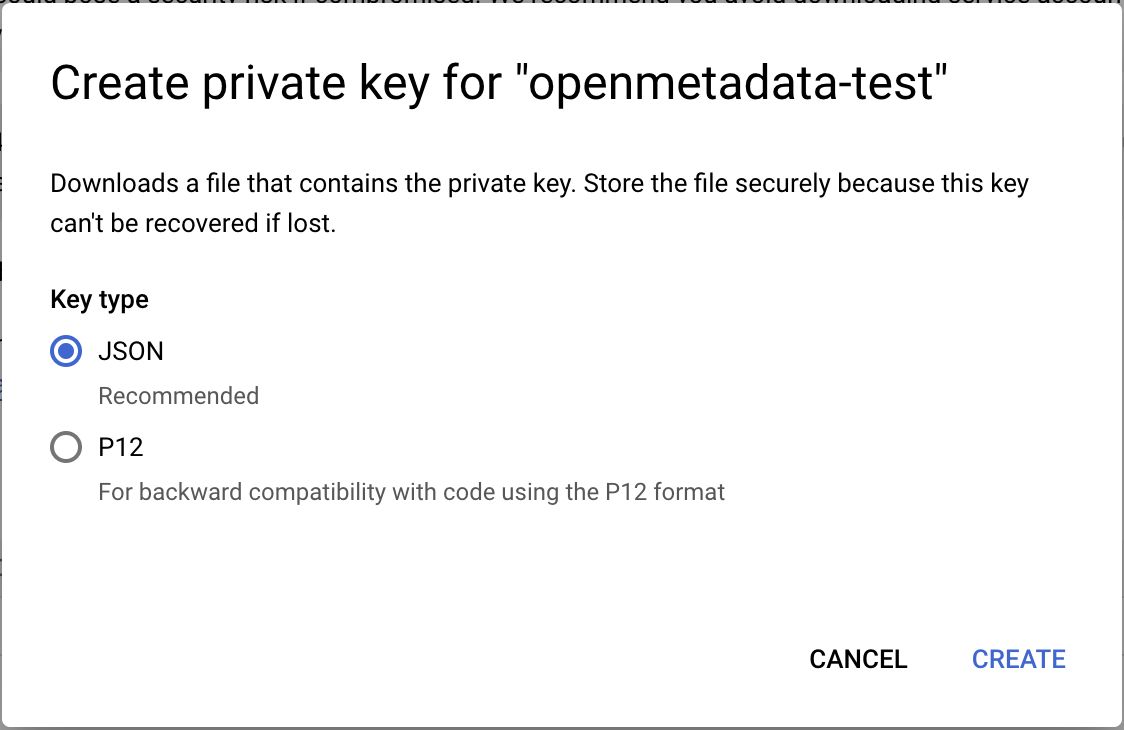 Create private key for "openmetadata-test"
Downloads a file that contains the private key. Store the file securely because this key
can't be recovered if lost.
Key type
JSON
Recommended
P12
For backward compatibility with code using the P12 format
CANCEL
CREATE